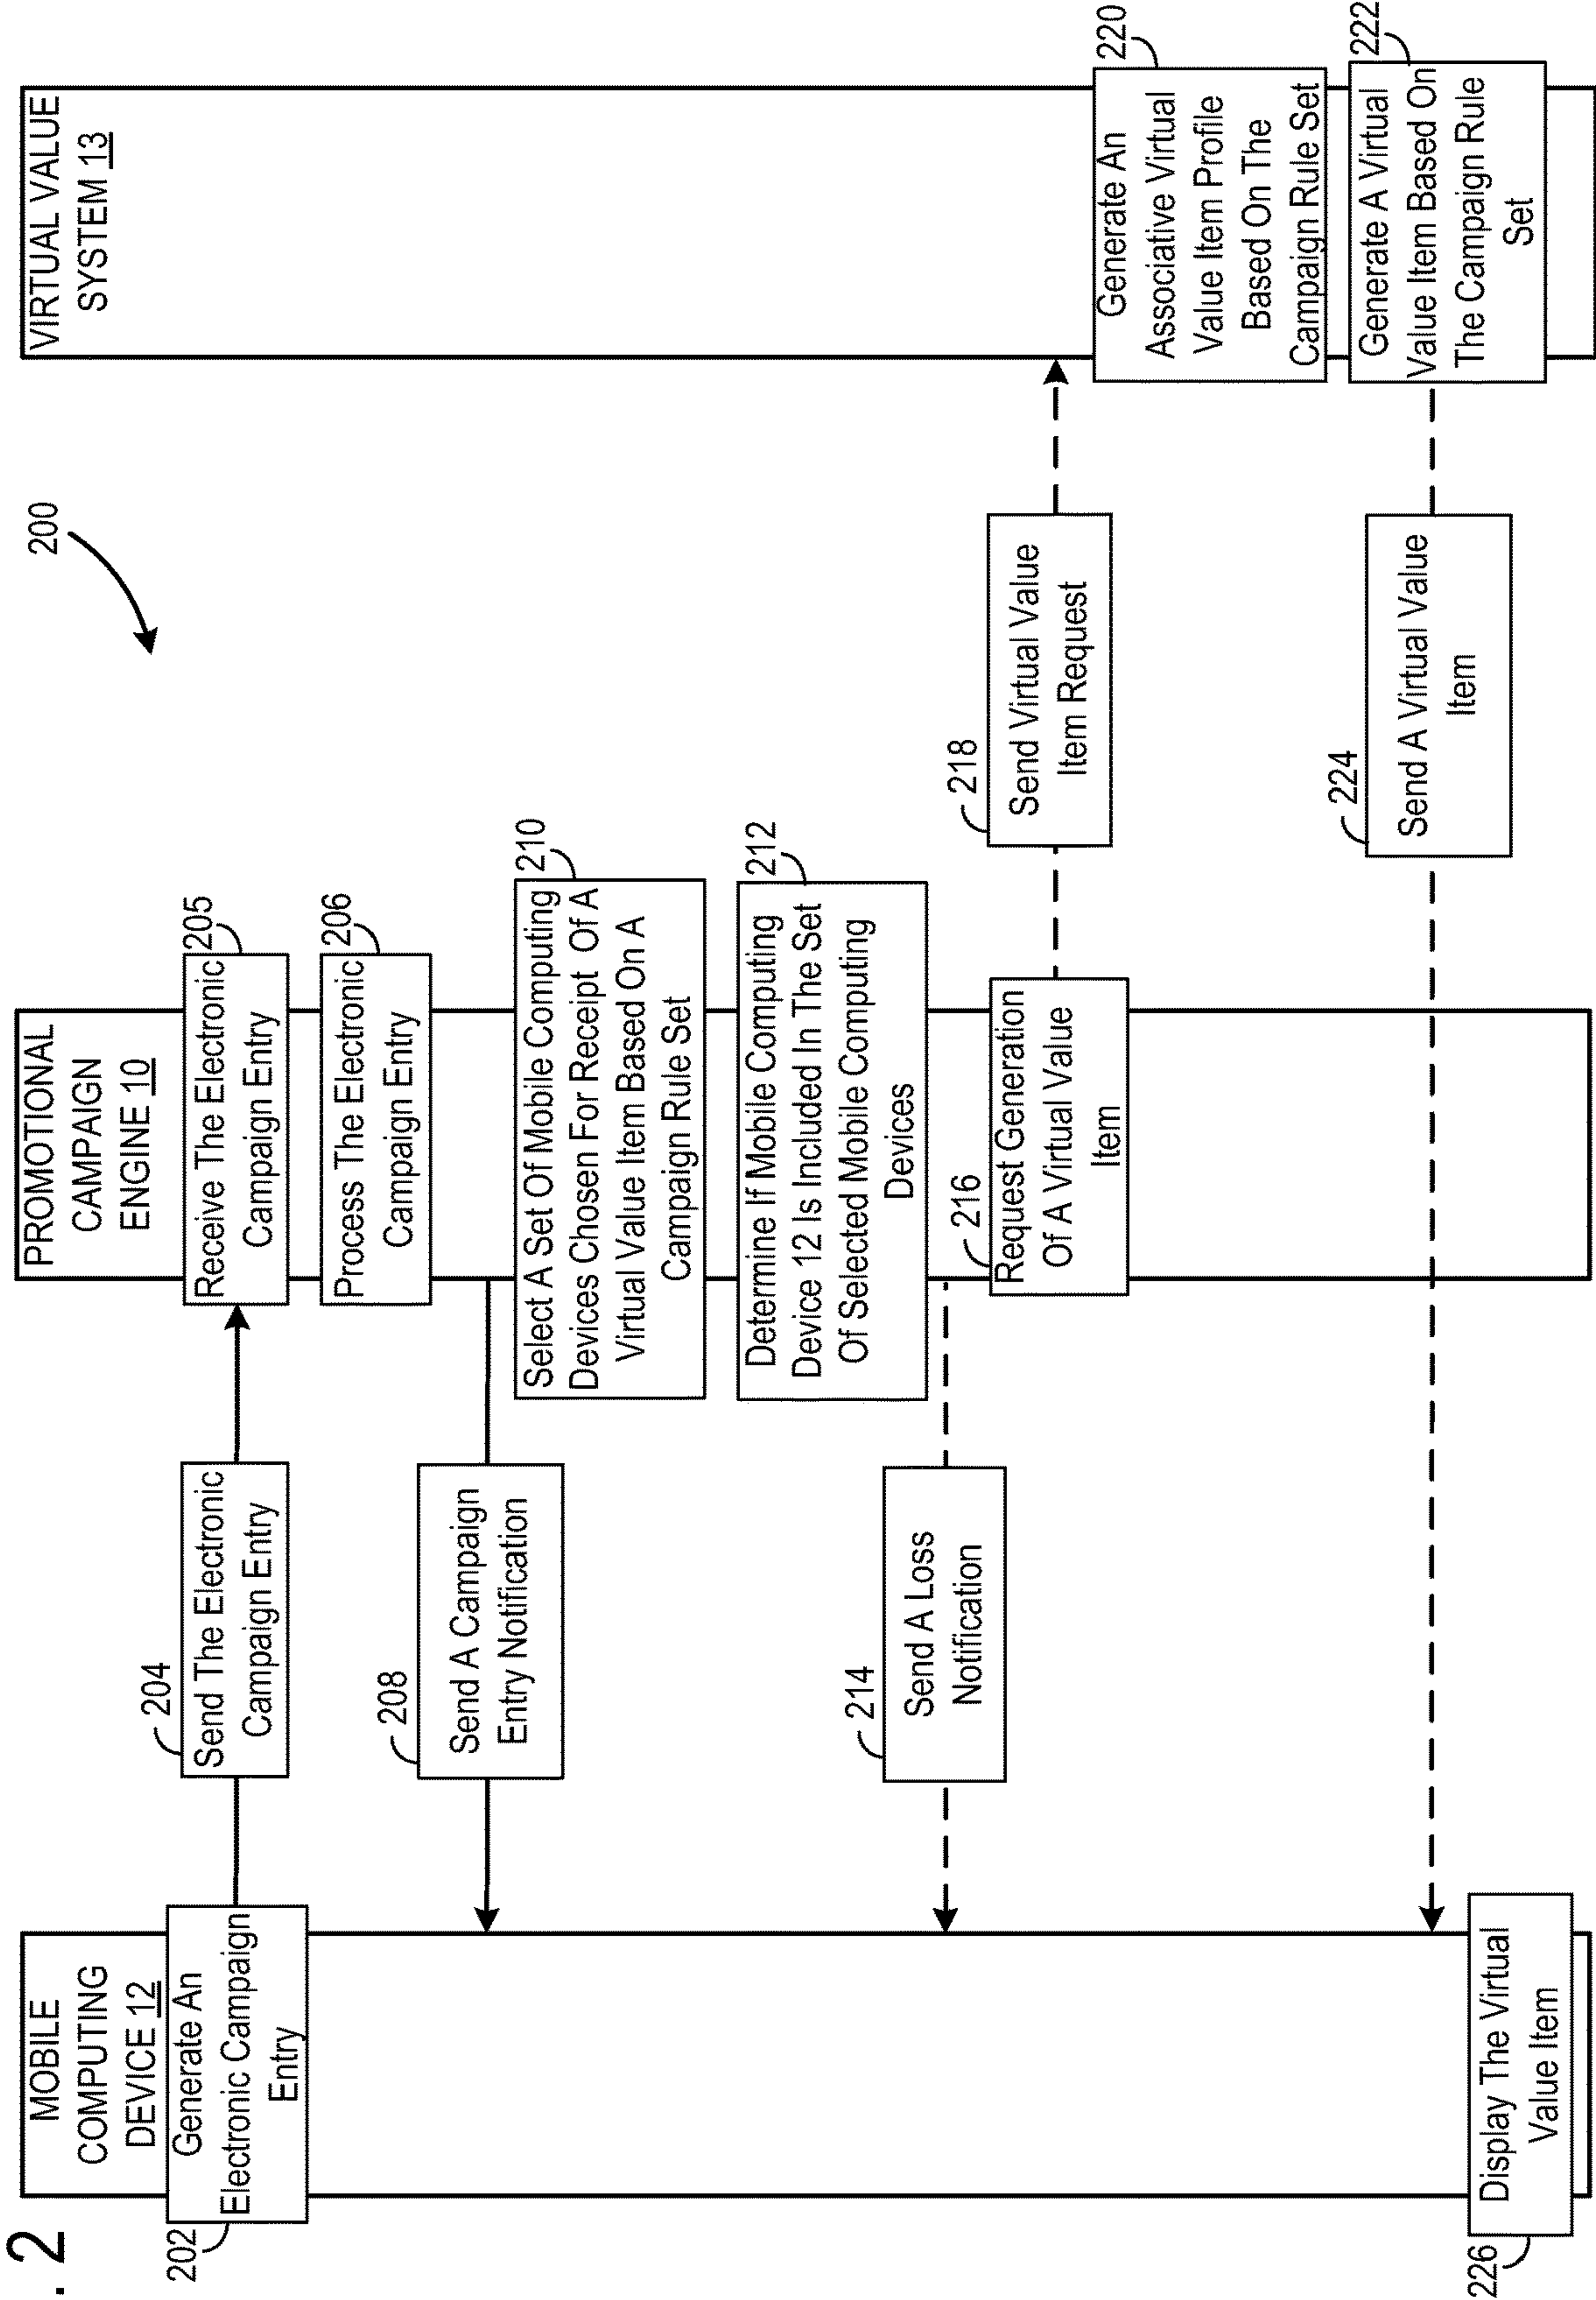 . 2
200
MOBILE
COMPUTING
DEVICE 12
PROMOTIONAL
CAMPAIGN
ENGINE 10
VIRTUAL VALUE
SYSTEM 13
202
Generate An
Electronic Campaign
Entry
204
Send The Electronic
Campaign Entry
205
Receive The Electronic
Campaign Entry
206
Process The Electronic
Campaign Entry
208
Send A Campaign
Entry Notification
210
Select A Set Of Mobile Computing
Devices Chosen For Receipt Of A
Virtual Value Item Based On A
Campaign Rule Set
212
Determine If Mobile Computing
Device 12 Is Included In The Set
Of Selected Mobile Computing
Devices
214
Send A Loss
Notification
216
Request Generation
Of A Virtual Value
Item
218
Send Virtual Value
Item Request
220
Generate An
Associative Virtual
Value Item Profile
Based On The
Campaign Rule Set
222
Generate A Virtual
Value Item Based On
The Campaign Rule
Set
224
Send A Virtual Value
Item
226
Display The Virtual
Value Item